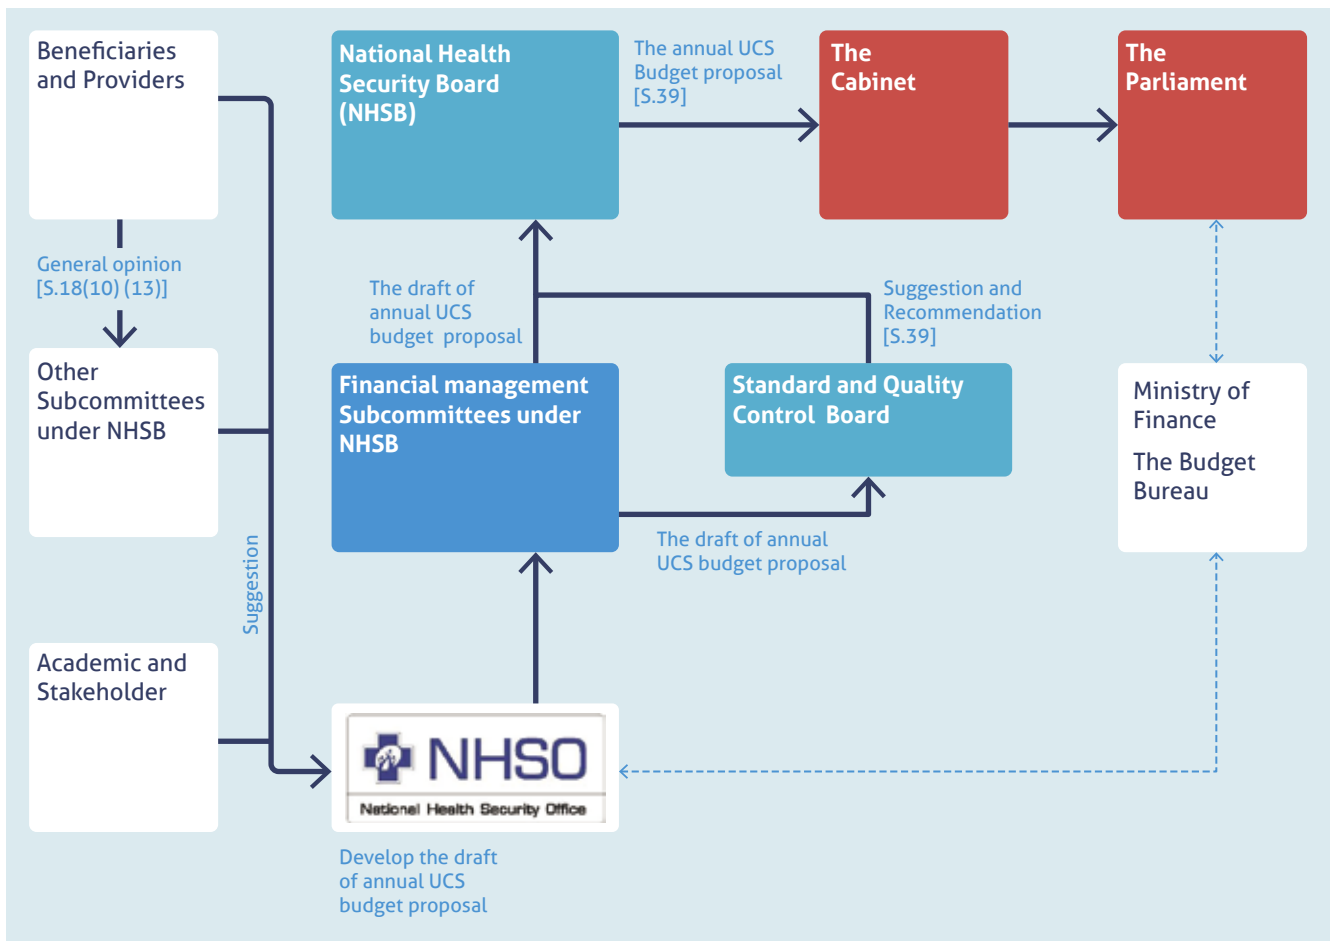 Beneficiaries
and Providers
General opinion
[S.18(10) (13)]
Other
Subcommittees
under NHSB
Suggestion
Academic and
Stakeholder
National Health
Security Board
(NHSB)
The annual UCS
Budget proposal
[S.39]
The
Cabinet
The
Parliament
The draft of
annual UCS
budget proposal
Suggestion and
Recommendation
[S.39]
Financial management
Subcommittees under
NHSB
Standard and Quality
Control Board
The draft of annual
UCS budget proposal
Ministry of
Finance
The Budget
Bureau
NHSO
National Health Security Office
Develop the draft
of annual UCS
budget proposal